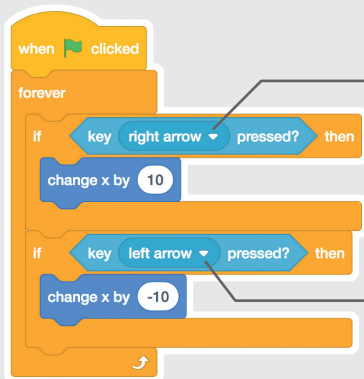 when clicked
forever
if key right arrow pressed? then
change x by 10
if key left arrow pressed? then
change x by -10